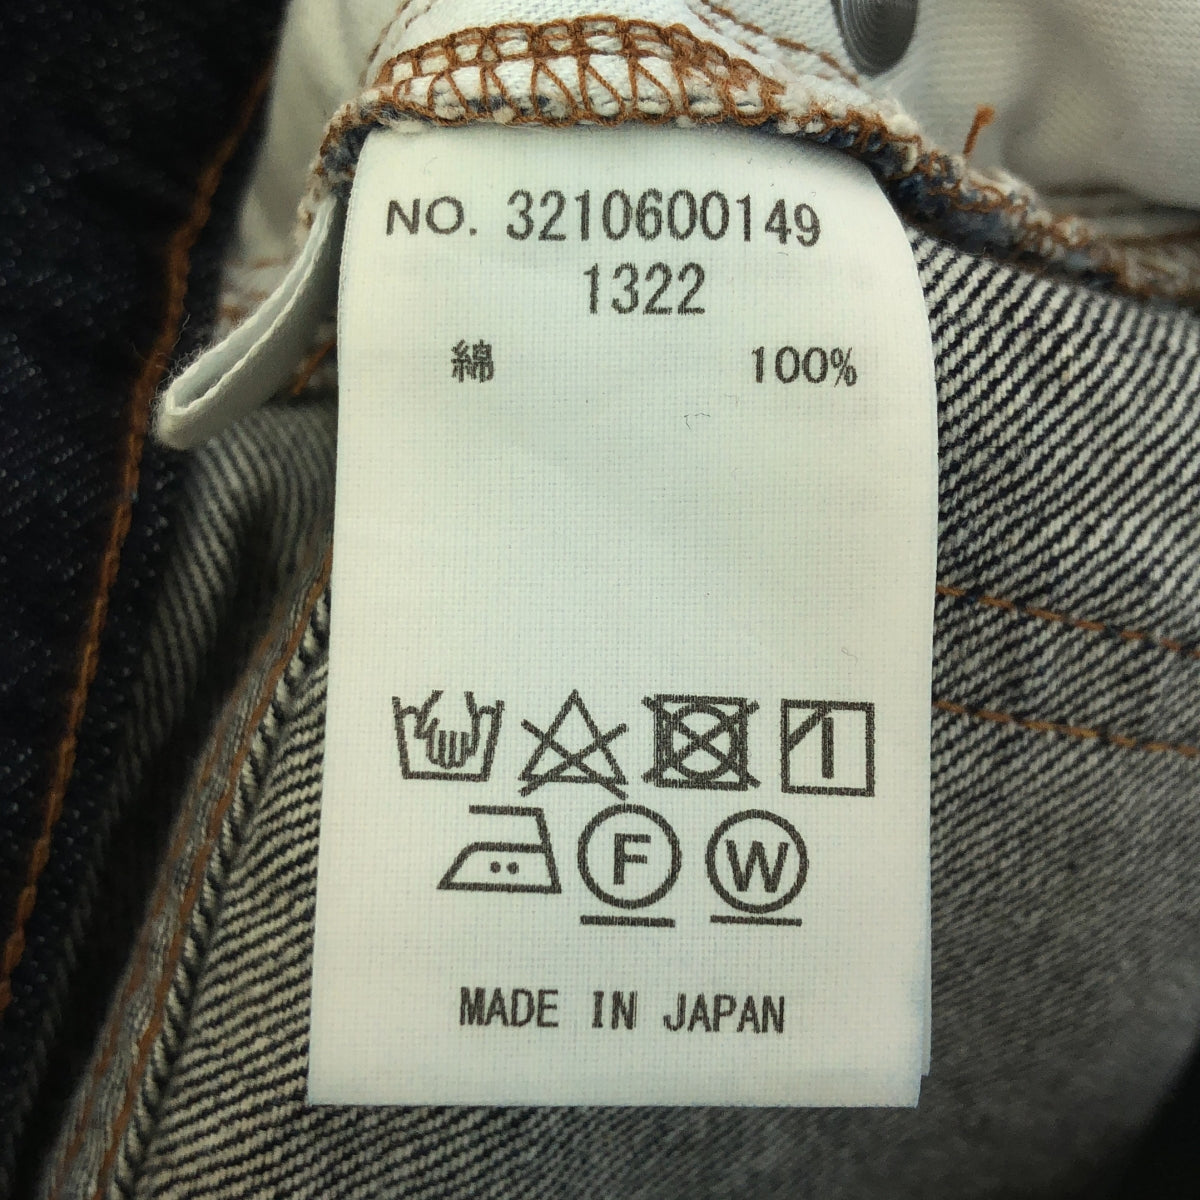 NO. 3210600149
1322
綿 100%
F W
MADE IN JAPAN